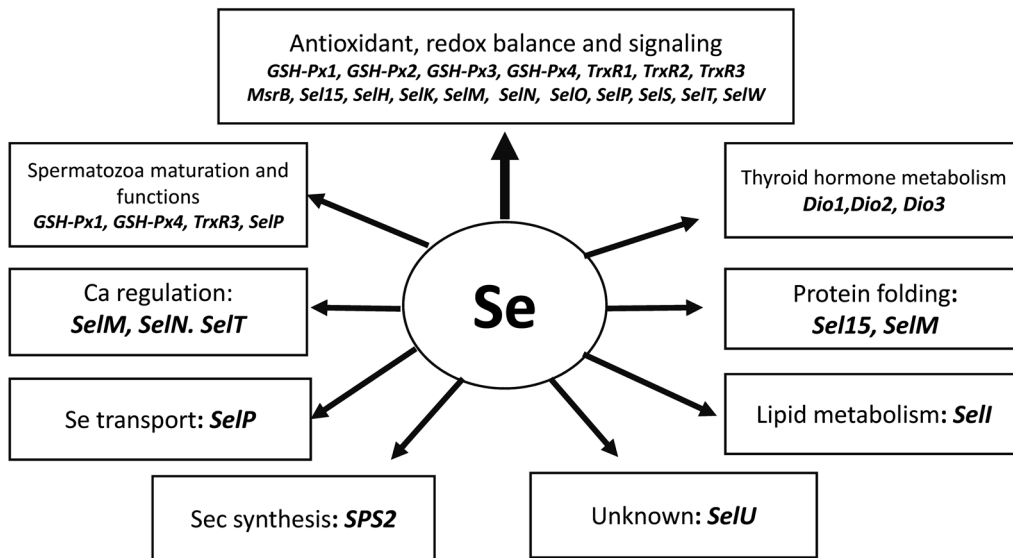 Antioxidant, redox balance and signaling
GSH-Px1, GSH-Px2, GSH-Px3, GSH-Px4, TrxR1, TrxR2, TrxR3
MsrB, Sel15, SelH, SelK, SelM, SelN, SelO, SelP, SelS, SelT, SelW
Spermatozoa maturation and
functions
GSH-Px1, GSH-Px4, TrxR3, SelP
Thyroid hormone metabolism
Dio1,Dio2, Dio3
Ca regulation:
SelM, SelN. SelT
Se
Protein folding:
Sel15, SelM
Se transport: SelP
Lipid metabolism: SelI
Sec synthesis: SPS2
Unknown: SelU